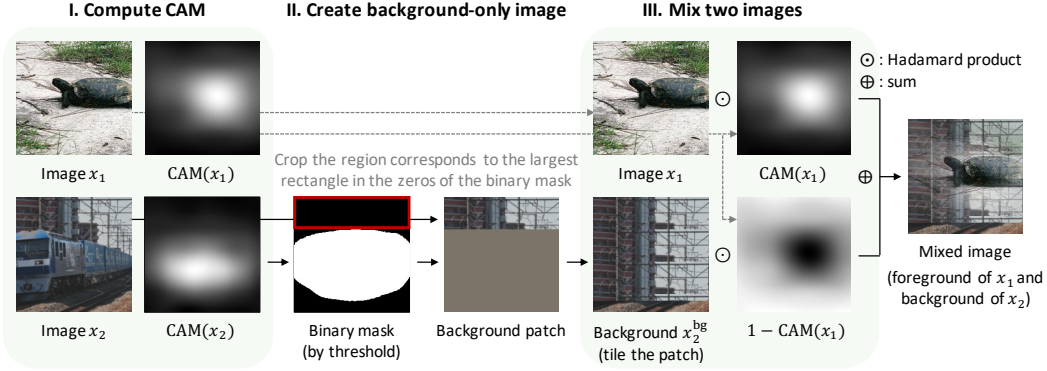 I. Compute CAM
II. Create background-only image
III. Mix two images
⊙ : Hadamard product
⊕ : sum
Image x₁
CAM(x₁)
Crop the region corresponds to the largest
rectangle in the zeros of the binary mask
Image x₁
CAM(x₁)
Image x₂
CAM(x₂)
Binary mask
(by threshold)
Background patch
Background x₂ᵇᵍ
(tile the patch)
1 − CAM(x₁)
Mixed image
(foreground of x₁ and
background of x₂)